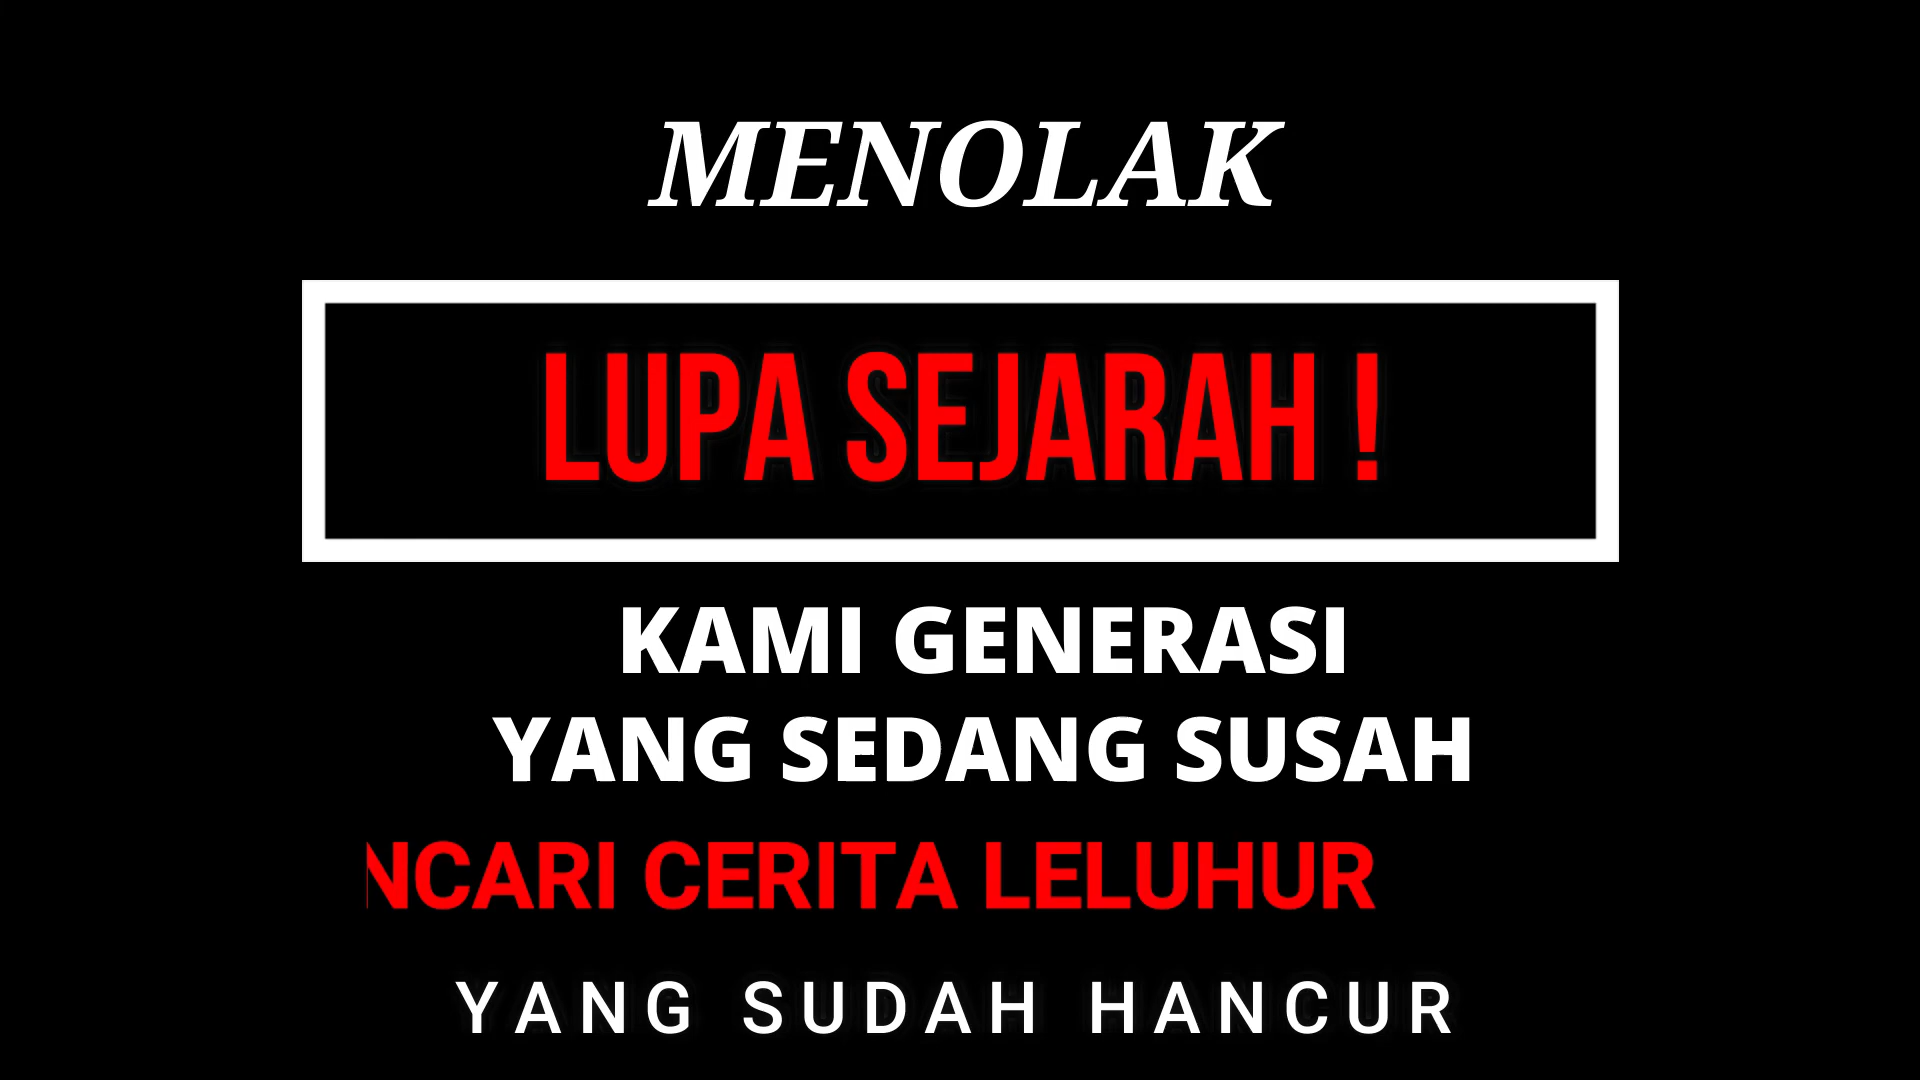 MENOLAK
LUPA SEJARAH !
KAMI GENERASI
YANG SEDANG SUSAH
NCARI CERITA LELUHUR
YANG SUDAH HANCUR